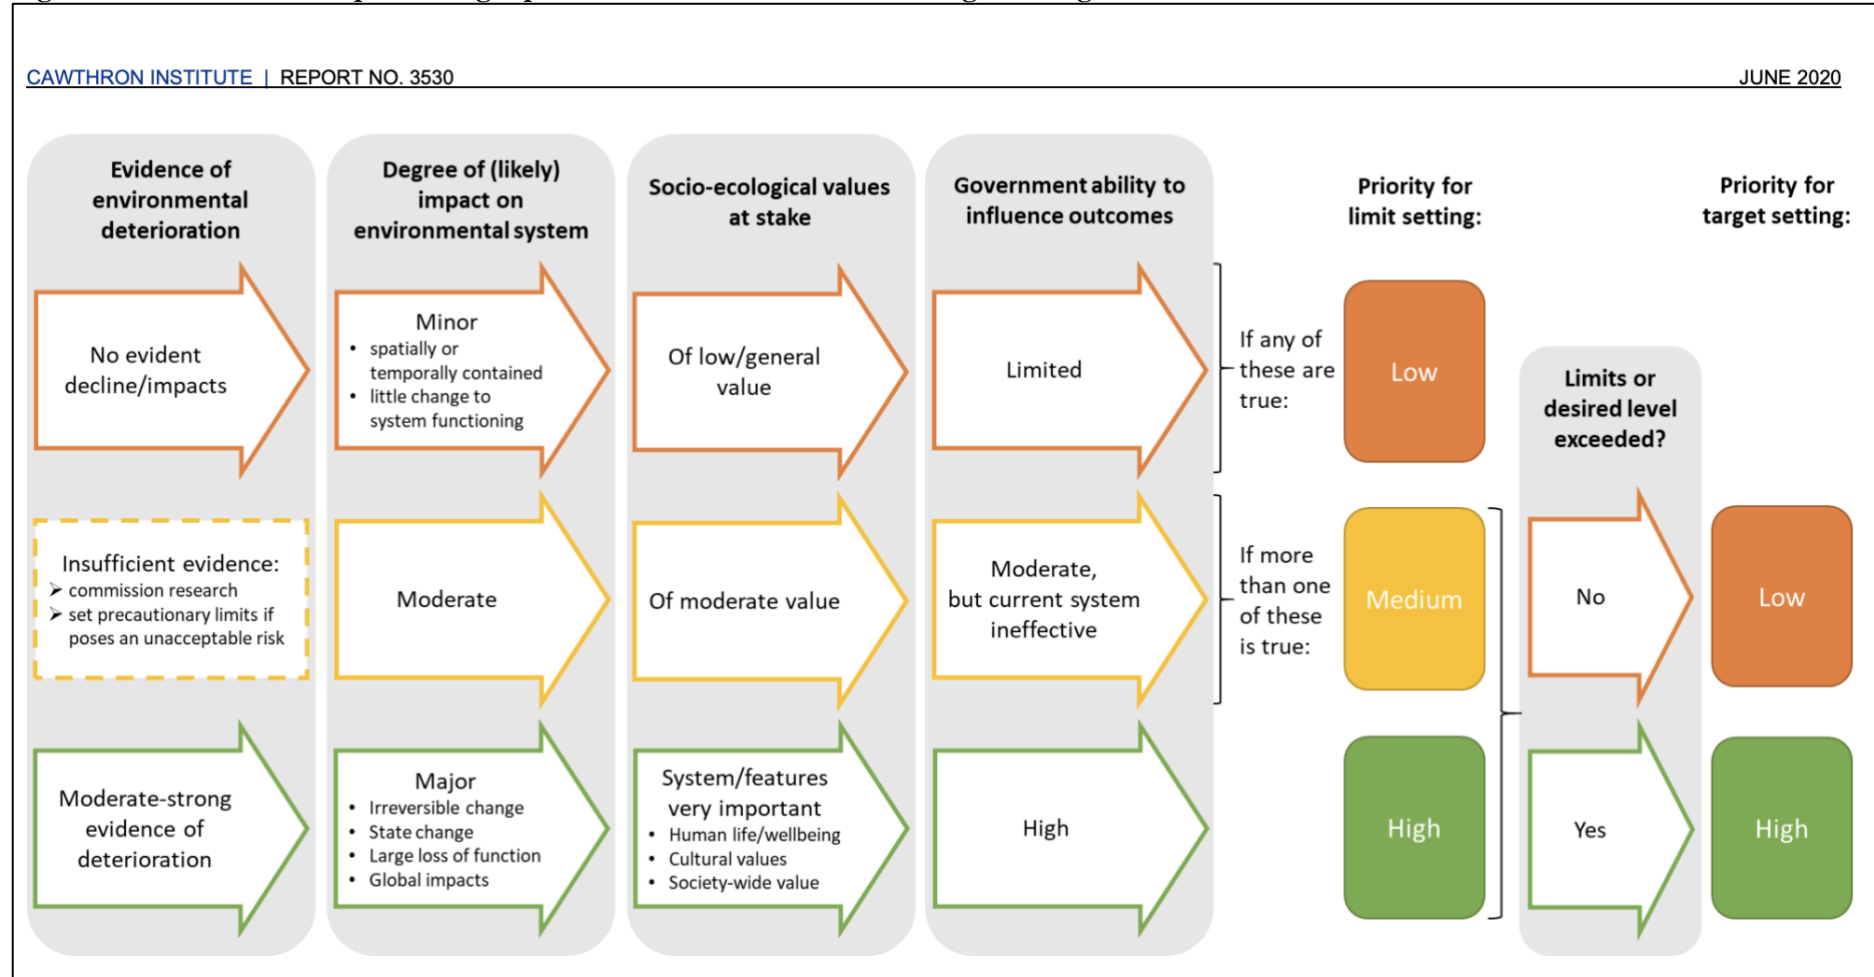 CAWTHRON INSTITUTE | REPORT NO. 3530
JUNE 2020
Evidence of
environmental
deterioration
Degree of (likely)
impact on
environmental system
Socio-ecological values
at stake
Government ability to
influence outcomes
Priority for
limit setting:
Priority for
target setting:
No evident
decline/impacts
Minor
• spatially or
temporally contained
• little change to
system functioning
Of low/general
value
Limited
If any of
these are
true:
Low
Limits or
desired level
exceeded?
Insufficient evidence:
➢ commission research
➢ set precautionary limits if
poses an unacceptable risk
Moderate
Of moderate value
Moderate,
but current system
ineffective
If more
than one
of these
is true:
Medium
No
Low
Moderate-strong
evidence of
deterioration
Major
• Irreversible change
• State change
• Large loss of function
• Global impacts
System/features
very important
• Human life/wellbeing
• Cultural values
• Society-wide value
High
High
Yes
High